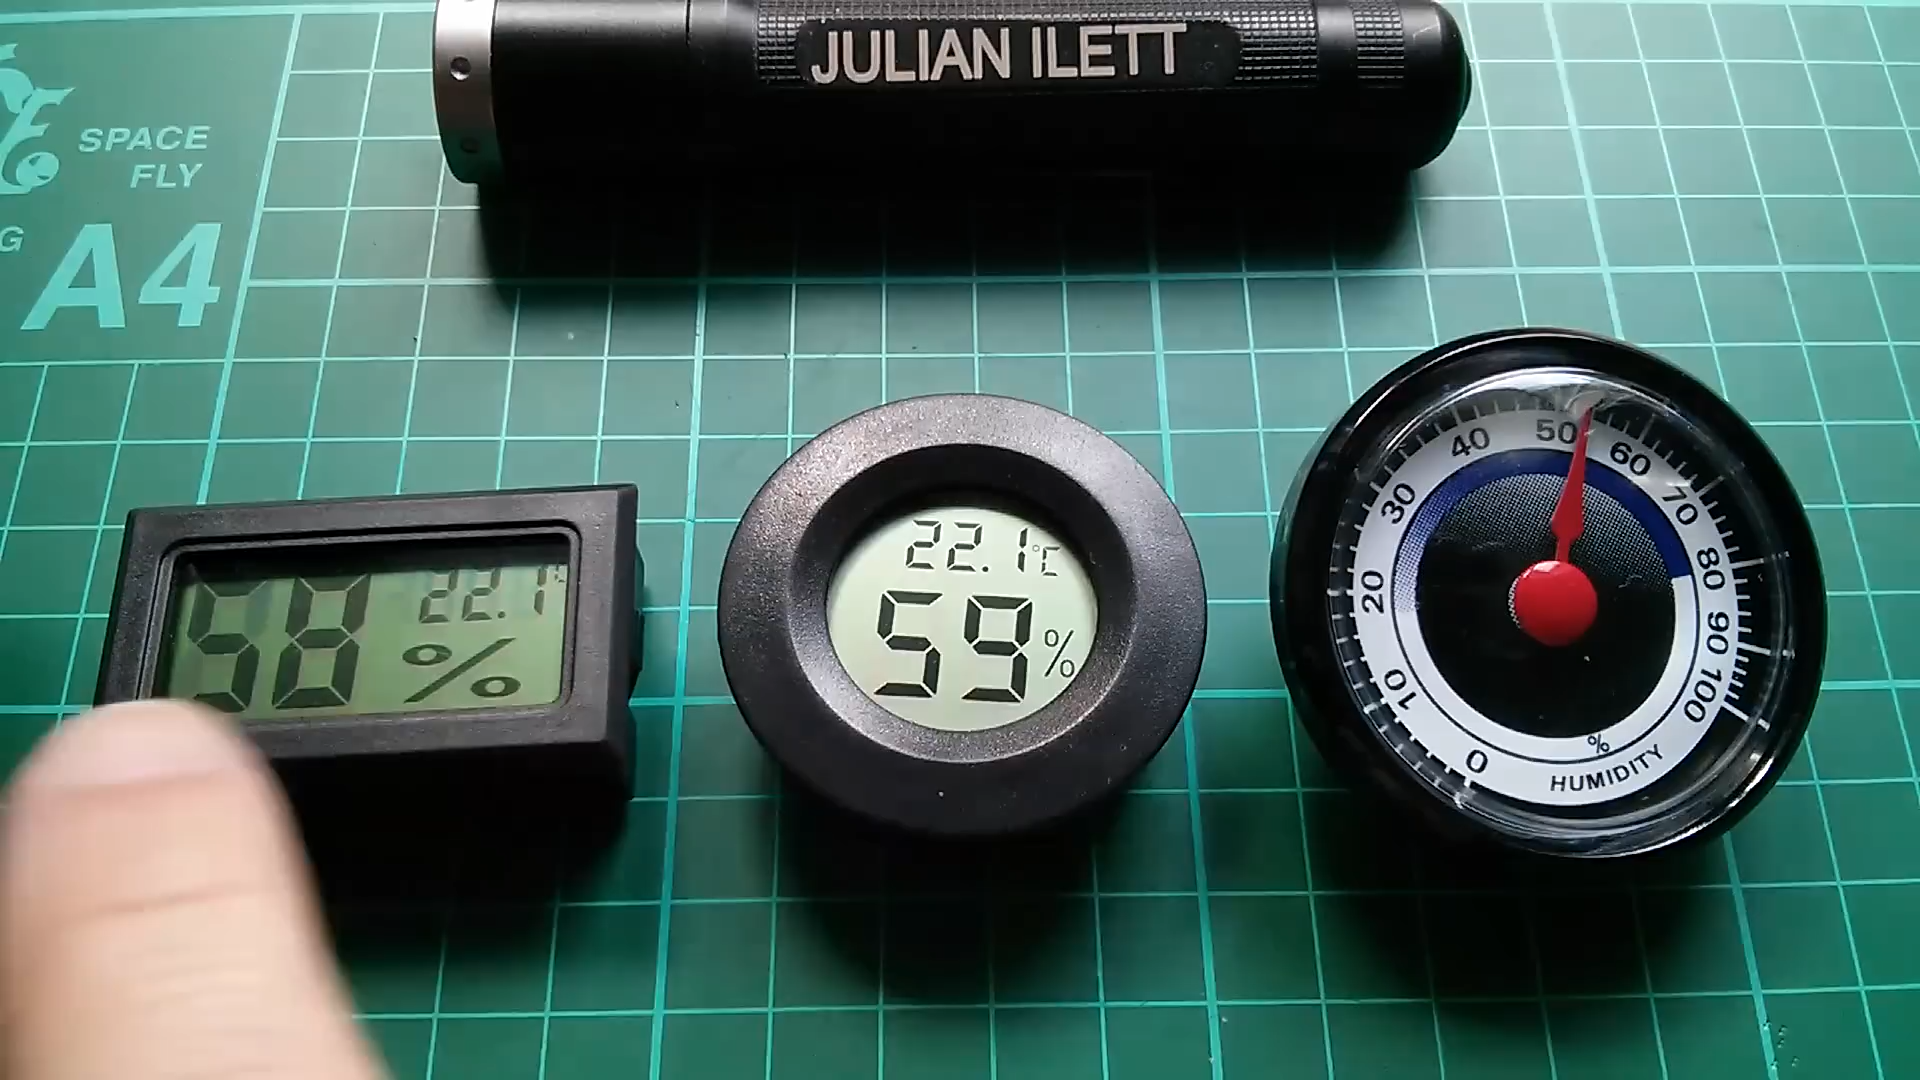 JULIAN ILETT
SPACE
FLY
G
A4
58 %
22.1
22.1°C
59%
0 10 20 30 40 50 60 70 80 90 100
%
HUMIDITY